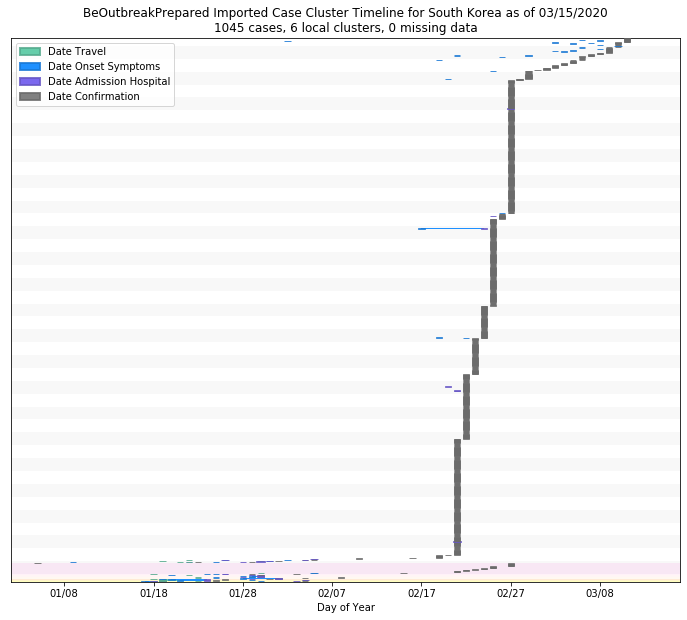 BeOutbreakPrepared Imported Case Cluster Timeline for South Korea as of 03/15/2020
1045 cases, 6 local clusters, 0 missing data
Date Travel
Date Onset Symptoms
Date Admission Hospital
Date Confirmation
01/08 01/18 01/28 02/07 02/17 02/27 03/08
Day of Year